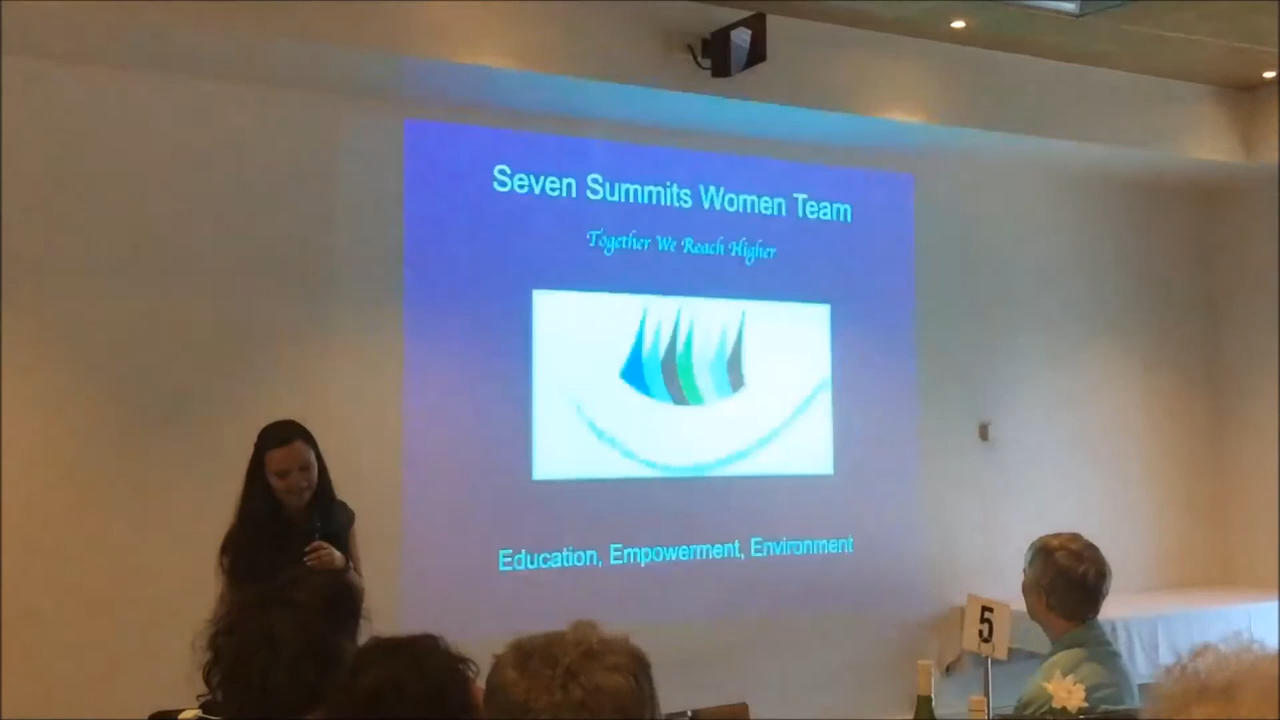 Seven Summits Women Team
Together We Reach Higher
Education, Empowerment, Environment
5